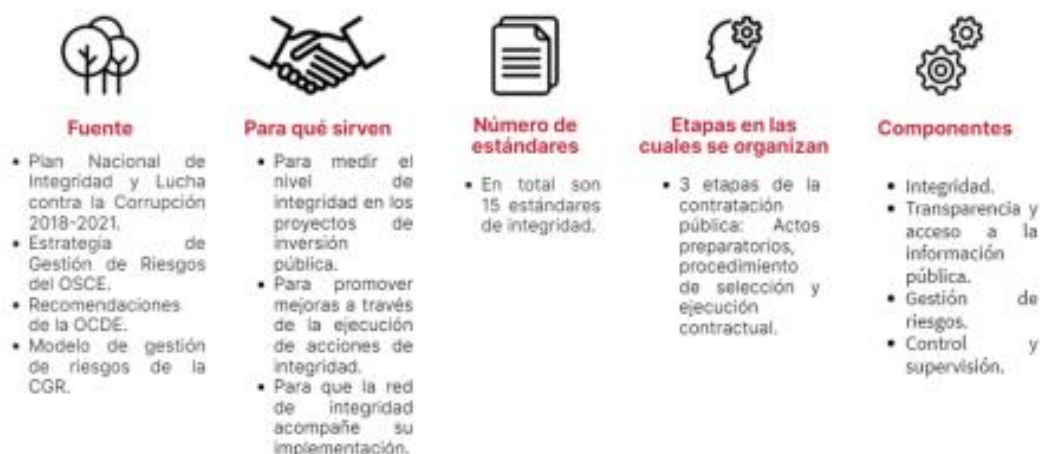 Fuente
• Plan Nacional de
Integridad y Lucha
contra la Corrupción
2018-2021.
• Estrategia de
Gestión de Riesgos
del OSCE.
• Recomendaciones
de la OCDE.
• Modelo de gestión
de riesgos de la
CGR.
Para qué sirven
• Para medir el
nivel de
integridad en los
proyectos de
inversión
pública.
• Para promover
mejoras a través
de la ejecución
de acciones de
integridad.
• Para que la red
de integridad
acompañe su
implementación.
Número de
estándares
• En total son
15 estándares
de integridad.
Etapas en las
cuales se organizan
• 3 etapas de la
contratación
pública: Actos
preparatorios,
procedimiento
de selección y
ejecución
contractual.
Componentes
• Integridad.
• Transparencia y
acceso a la
información
pública.
• Gestión de
riesgos.
• Control y
supervisión.